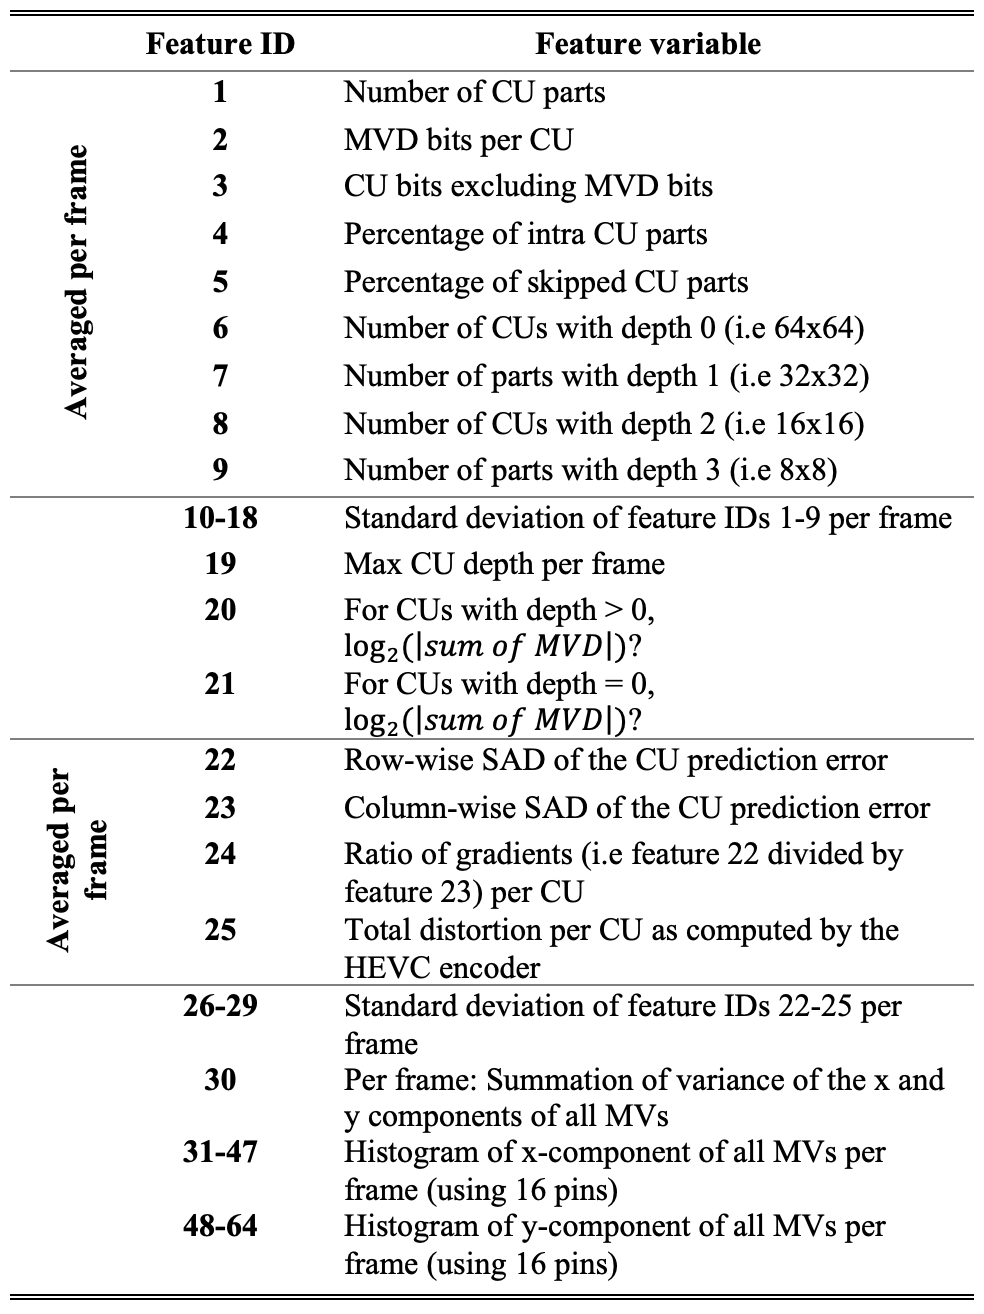 Feature ID Feature variable
Averaged per frame
1 Number of CU parts
2 MVD bits per CU
3 CU bits excluding MVD bits
4 Percentage of intra CU parts
5 Percentage of skipped CU parts
6 Number of CUs with depth 0 (i.e 64x64)
7 Number of parts with depth 1 (i.e 32x32)
8 Number of CUs with depth 2 (i.e 16x16)
9 Number of parts with depth 3 (i.e 8x8)
10-18 Standard deviation of feature IDs 1-9 per frame
19 Max CU depth per frame
20 For CUs with depth > 0,
log₂(|sum of MVD|)?
21 For CUs with depth = 0,
log₂(|sum of MVD|)?
Averaged per
frame
22 Row-wise SAD of the CU prediction error
23 Column-wise SAD of the CU prediction error
24 Ratio of gradients (i.e feature 22 divided by
feature 23) per CU
25 Total distortion per CU as computed by the
HEVC encoder
26-29 Standard deviation of feature IDs 22-25 per
frame
30 Per frame: Summation of variance of the x and
y components of all MVs
31-47 Histogram of x-component of all MVs per
frame (using 16 pins)
48-64 Histogram of y-component of all MVs per
frame (using 16 pins)